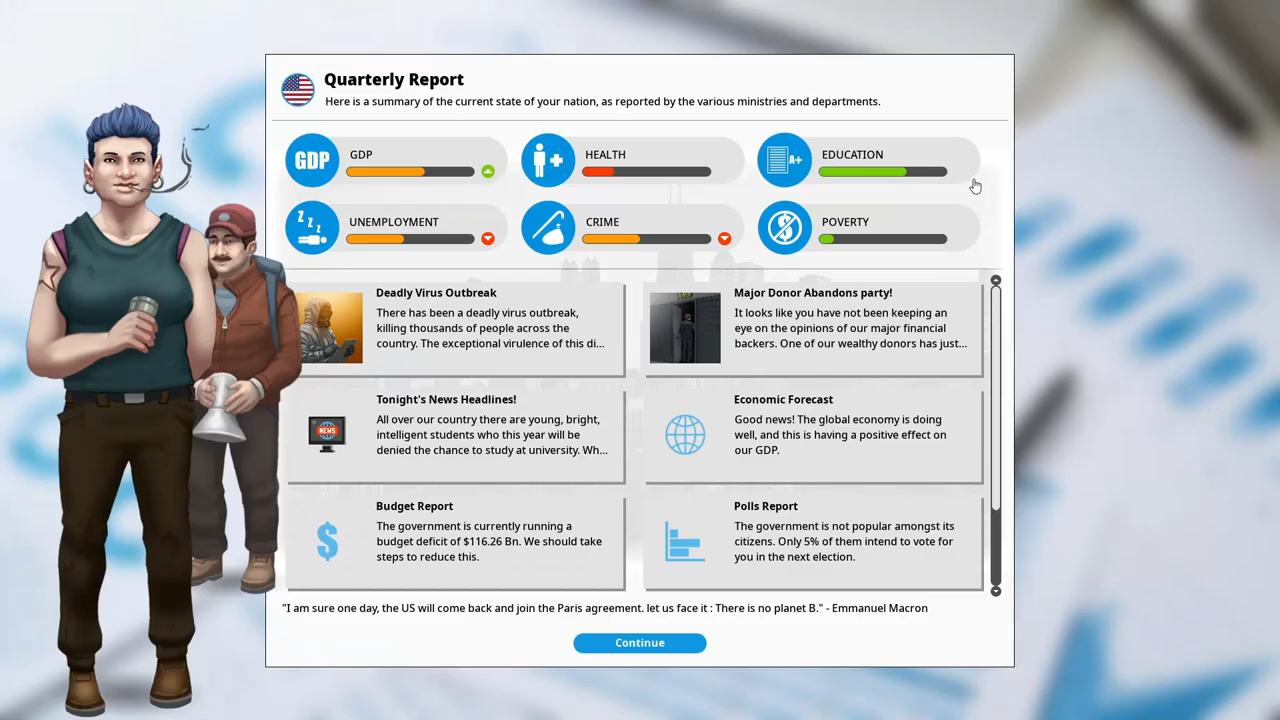 Quarterly Report
Here is a summary of the current state of your nation, as reported by the various ministries and departments.
GDP
GDP
HEALTH
A+
EDUCATION
Z Z Z
UNEMPLOYMENT
CRIME
$
POVERTY
Deadly Virus Outbreak
There has been a deadly virus outbreak,
killing thousands of people across the
country. The exceptional virulence of this di...
Major Donor Abandons party!
It looks like you have not been keeping an
eye on the opinions of our major financial
backers. One of our wealthy donors has just...
Tonight's News Headlines!
NEWS
All over our country there are young, bright,
intelligent students who this year will be
denied the chance to study at university. Wh...
Economic Forecast
Good news! The global economy is doing
well, and this is having a positive effect on
our GDP.
Budget Report
$
The government is currently running a
budget deficit of $116.26 Bn. We should take
steps to reduce this.
Polls Report
The government is not popular amongst its
citizens. Only 5% of them intend to vote for
you in the next election.
"I am sure one day, the US will come back and join the Paris agreement. let us face it : There is no planet B." - Emmanuel Macron
Continue